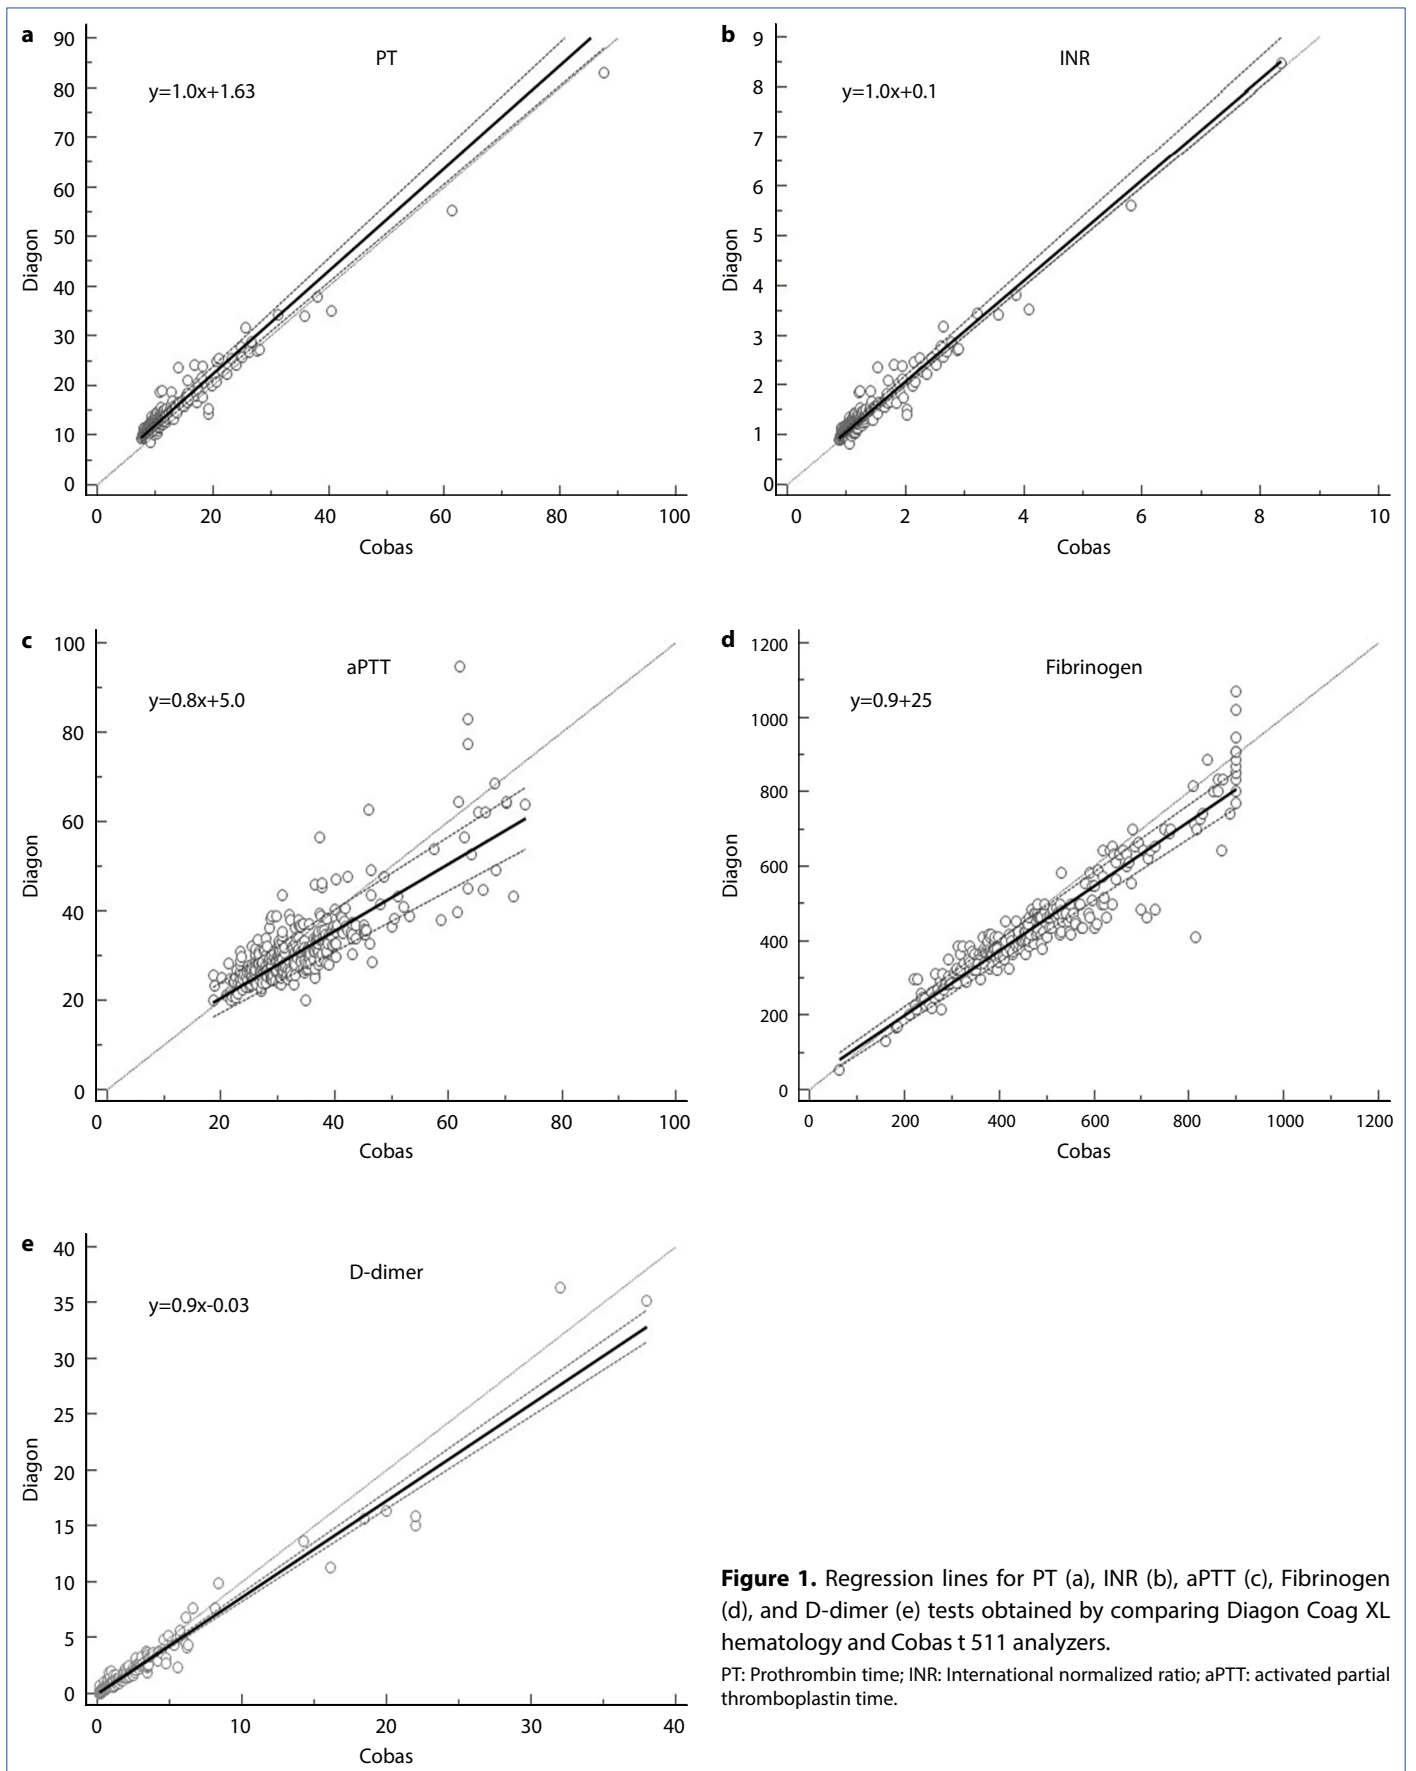 a
PT
y=1.0x+1.63
90
80
70
60
50
40
30
20
10
0
Diagon
0 20 40 60 80 100
Cobas
b
INR
y=1.0x+0.1
9
8
7
6
5
4
3
2
1
0
Diagon
0 2 4 6 8 10
Cobas
c
aPTT
y=0.8x+5.0
100
80
60
40
20
0
Diagon
0 20 40 60 80 100
Cobas
d
Fibrinogen
y=0.9+25
1200
1000
800
600
400
200
0
Diagon
0 200 400 600 800 1000 1200
Cobas
e
D-dimer
y=0.9x-0.03
40
35
30
25
20
15
10
5
0
Diagon
0 10 20 30 40
Cobas
Figure 1. Regression lines for PT (a), INR (b), aPTT (c), Fibrinogen
(d), and D-dimer (e) tests obtained by comparing Diagon Coag XL
hematology and Cobas t 511 analyzers.
PT: Prothrombin time; INR: International normalized ratio; aPTT: activated partial
thromboplastin time.